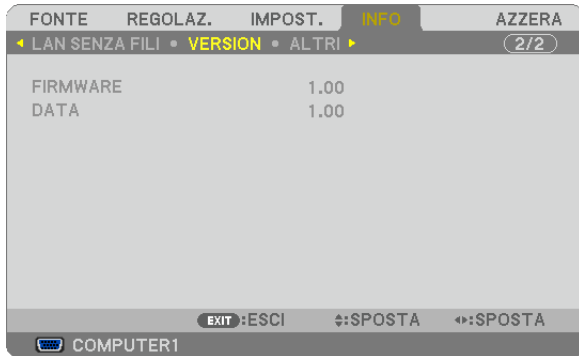 FONTE REGOLAZ. IMPOST. INFO AZZERA
LAN SENZA FILI • VERSION • ALTRI 2/2
FIRMWARE 1.00
DATA 1.00
EXIT :ESCI :SPOSTA :SPOSTA
COMPUTER1